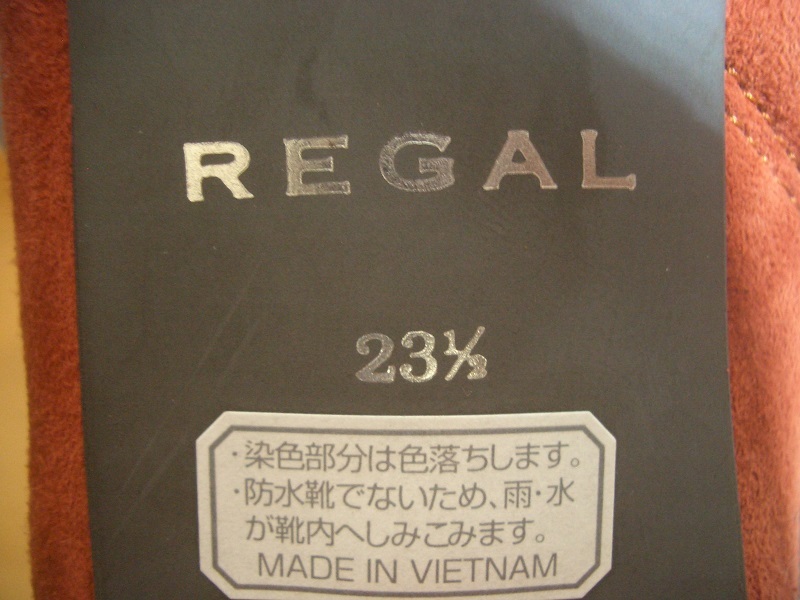 REGAL
23½
・染色部分は色落ちします。
・防水靴でないため、雨・水
が靴内へしみこみます。
MADE IN VIETNAM